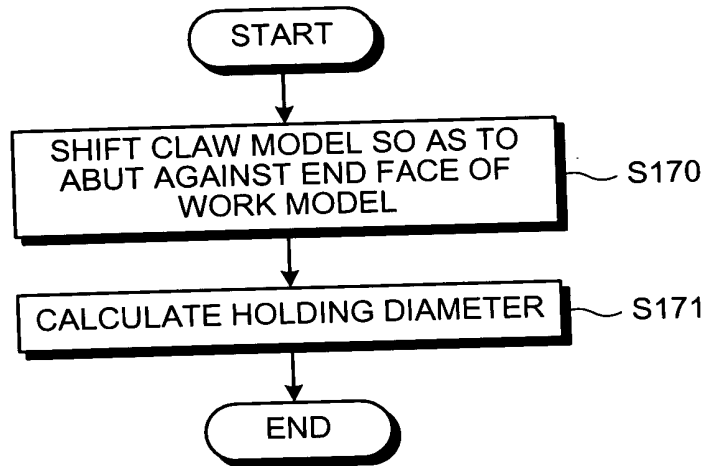 START
SHIFT CLAW MODEL SO AS TO
ABUT AGAINST END FACE OF
WORK MODEL
S170
CALCULATE HOLDING DIAMETER
S171
END